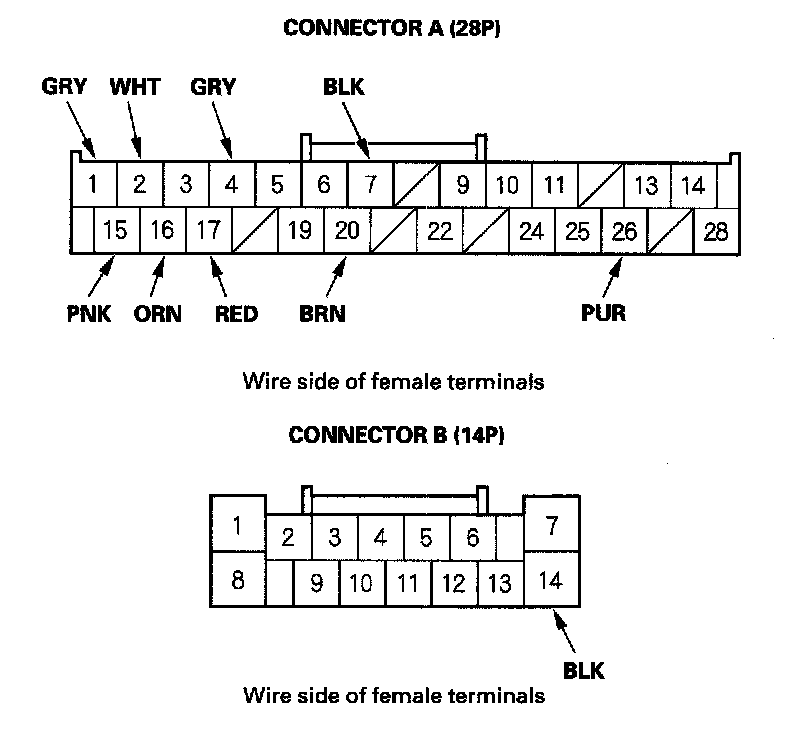 CONNECTOR A (28P)
GRY WHT GRY BLK
1 2 3 4 5 6 7 9 10 11 13 14
15 16 17 19 20 22 24 25 26 28
PNK ORN RED BRN PUR
Wire side of female terminals
CONNECTOR B (14P)
1 2 3 4 5 6 7
8 9 10 11 12 13 14
BLK
Wire side of female terminals